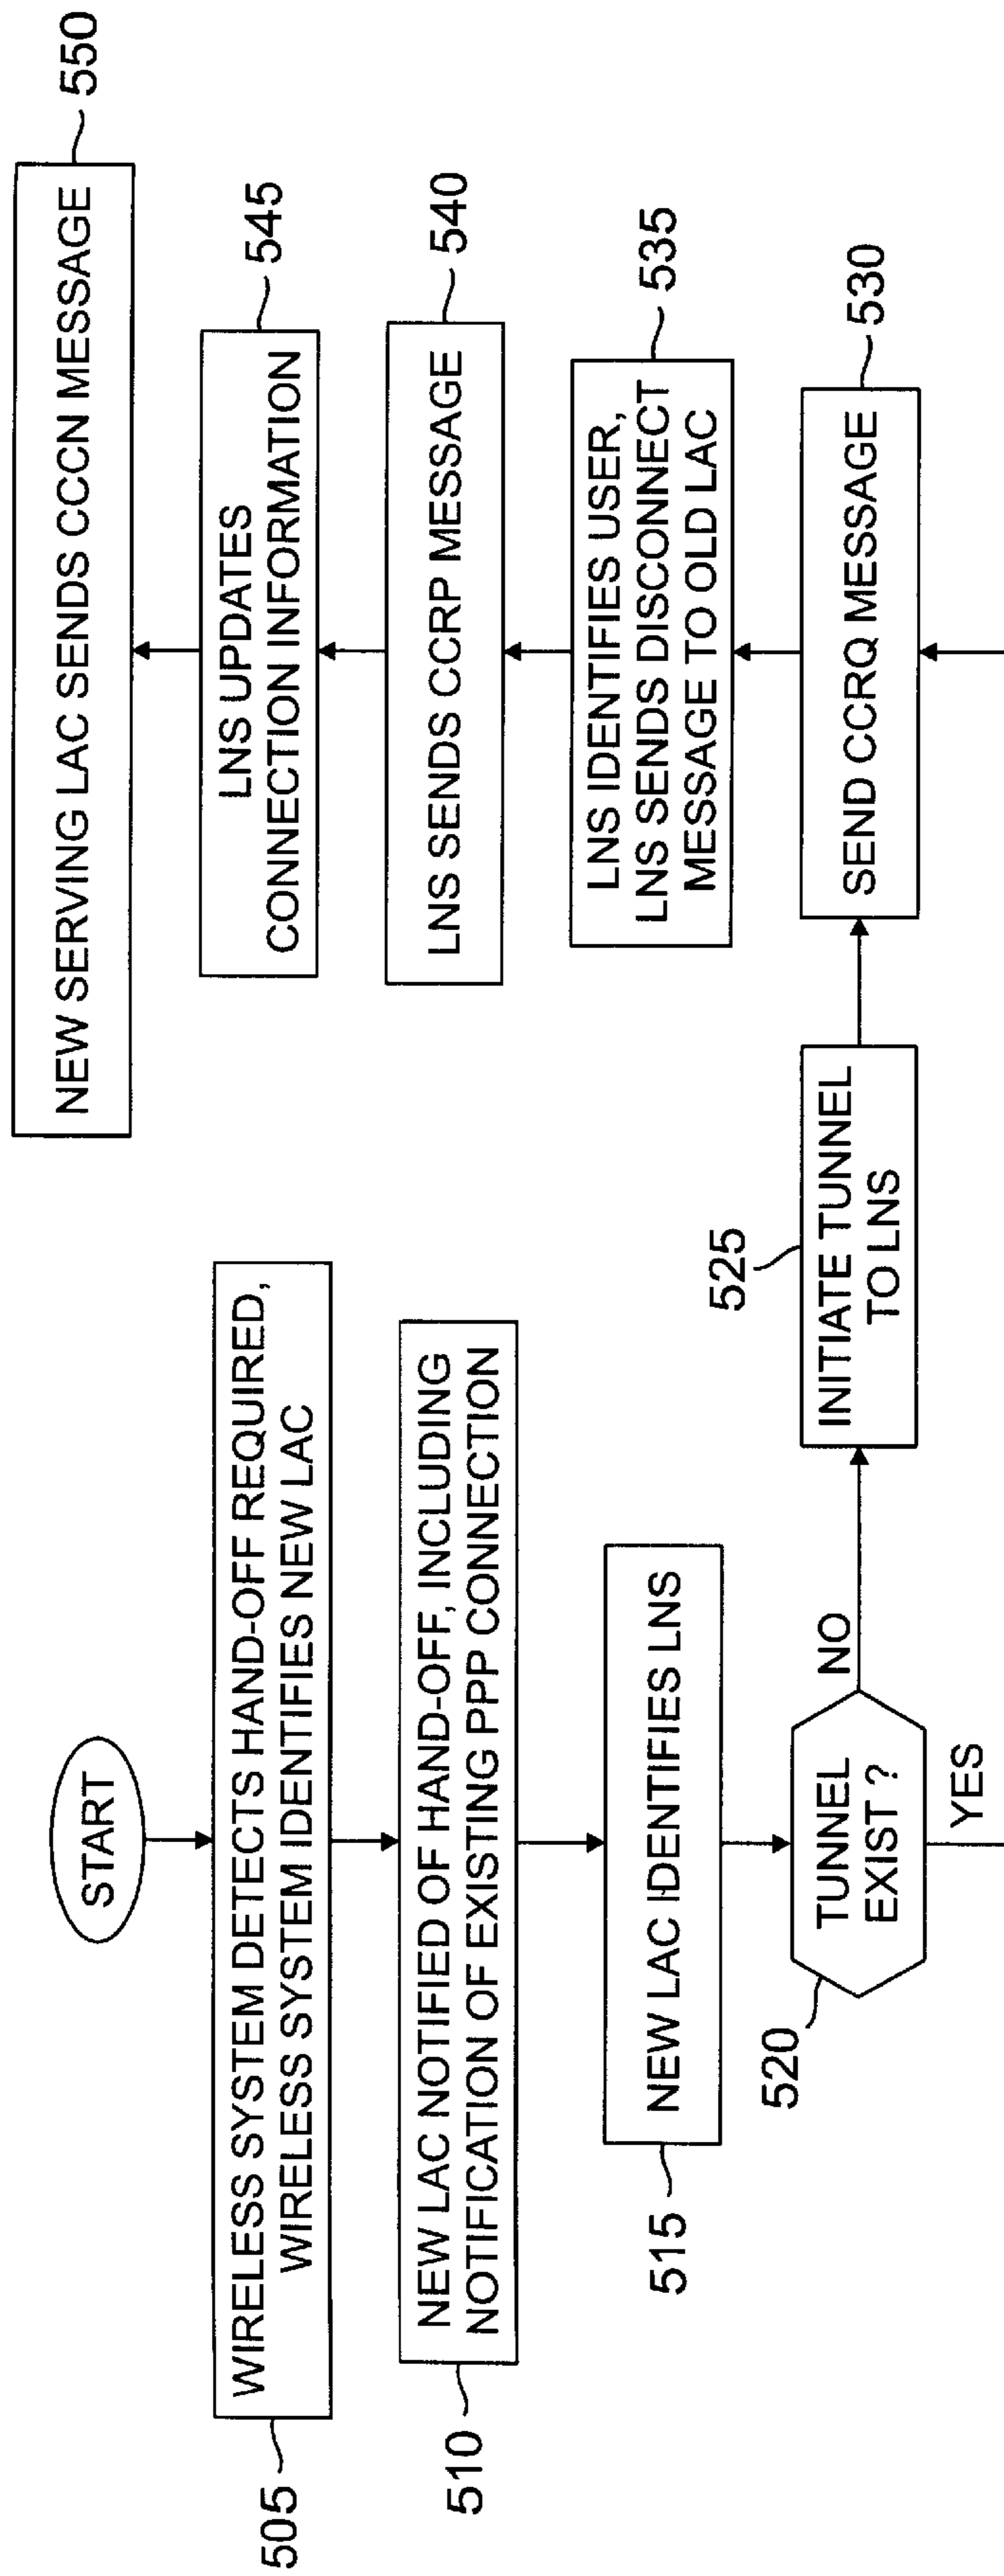 START
WIRELESS SYSTEM DETECTS HAND-OFF REQUIRED,
WIRELESS SYSTEM IDENTIFIES NEW LAC
505
NEW LAC NOTIFIED OF HAND-OFF, INCLUDING
NOTIFICATION OF EXISTING PPP CONNECTION
510
NEW LAC IDENTIFIES LNS
515
TUNNEL
EXIST ?
520
NO
YES
INITIATE TUNNEL
TO LNS
525
SEND CCRQ MESSAGE
530
LNS IDENTIFIES USER,
LNS SENDS DISCONNECT
MESSAGE TO OLD LAC
535
LNS SENDS CCRP MESSAGE
540
LNS UPDATES
CONNECTION INFORMATION
545
NEW SERVING LAC SENDS CCCN MESSAGE
550